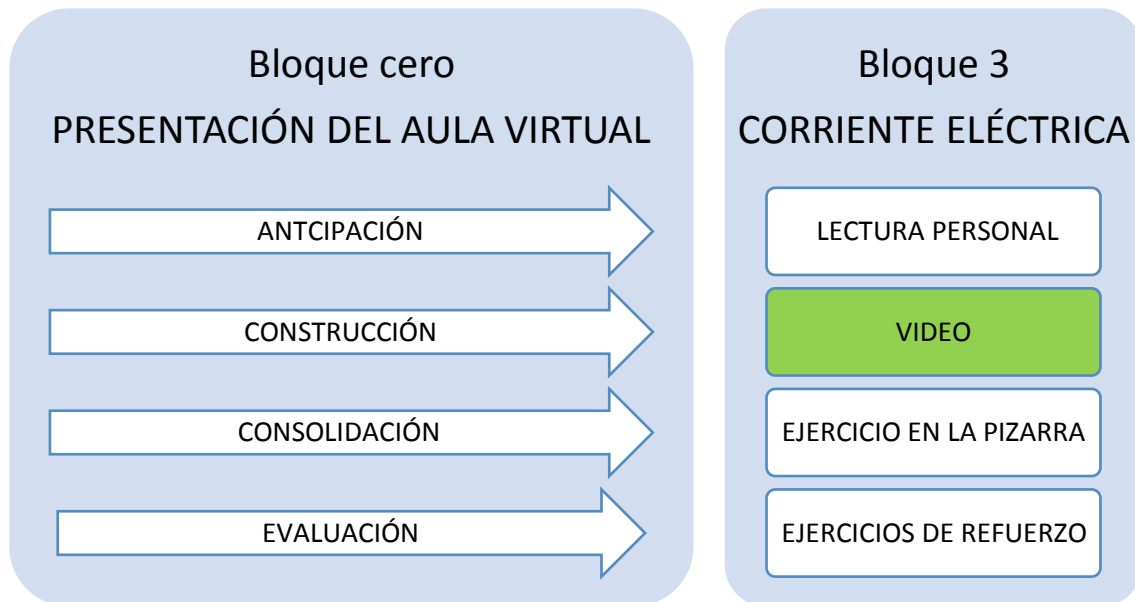 Bloque cero
PRESENTACIÓN DEL AULA VIRTUAL
ANTCIPACIÓN
CONSTRUCCIÓN
CONSOLIDACIÓN
EVALUACIÓN
Bloque 3
CORRIENTE ELÉCTRICA
LECTURA PERSONAL
VIDEO
EJERCICIO EN LA PIZARRA
EJERCICIOS DE REFUERZO